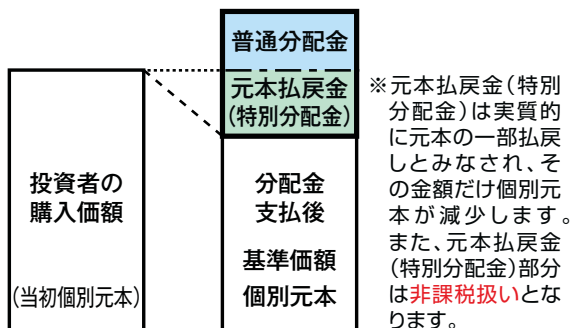 普通分配金
元本払戻金
(特別分配金)
投資者の
購入価額
(当初個別元本)
分配金
支払後
基準価額
個別元本
※元本払戻金(特別
分配金)は実質的
に元本の一部払戻
しとみなされ、そ
の金額だけ個別元
本が減少します。
また、元本払戻金
(特別分配金)部分
は非課税扱いとな
ります。